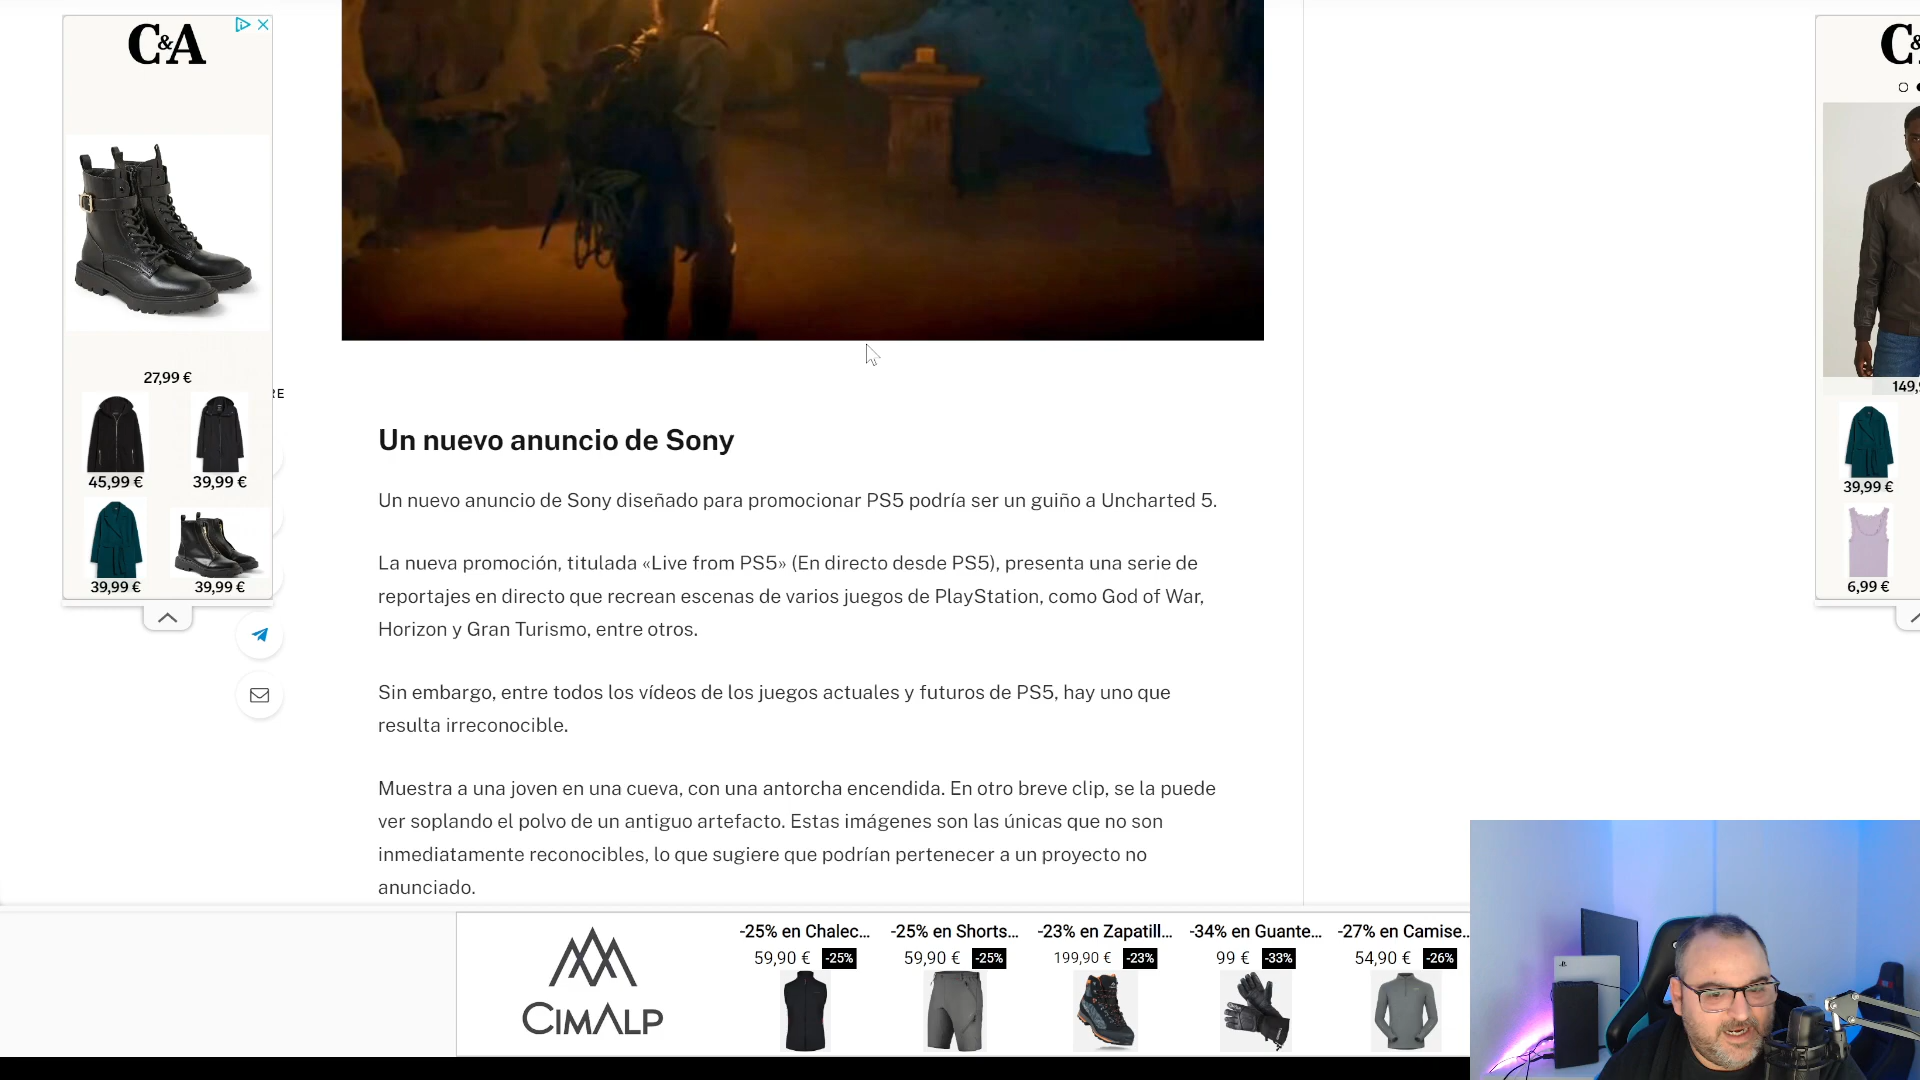 C&A
27,99 €
45,99 €
39,99 €
39,99 €
39,99 €
RE
Un nuevo anuncio de Sony
Un nuevo anuncio de Sony diseñado para promocionar PS5 podría ser un guiño a Uncharted 5.
La nueva promoción, titulada «Live from PS5» (En directo desde PS5), presenta una serie de
reportajes en directo que recrean escenas de varios juegos de PlayStation, como God of War,
Horizon y Gran Turismo, entre otros.
Sin embargo, entre todos los vídeos de los juegos actuales y futuros de PS5, hay uno que
resulta irreconocible.
Muestra a una joven en una cueva, con una antorcha encendida. En otro breve clip, se la puede
ver soplando el polvo de un antiguo artefacto. Estas imágenes son las únicas que no son
inmediatamente reconocibles, lo que sugiere que podrían pertenecer a un proyecto no
anunciado.
C&
149,
39,99 €
6,99 €
CIMALP
-25% en Chalec...
59,90 € -25%
-25% en Shorts...
59,90 € -25%
-23% en Zapatill...
199,90 € -23%
-34% en Guante...
99 € -33%
-27% en Camise...
54,90 € -26%